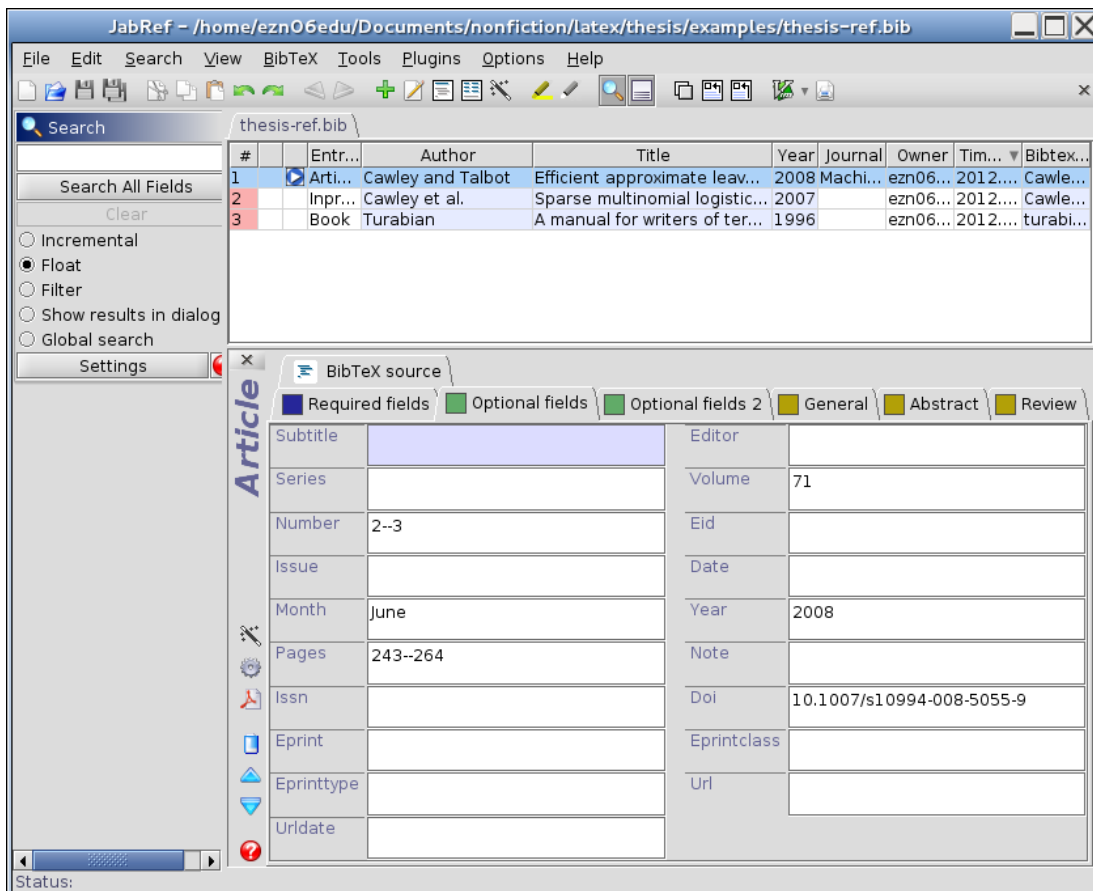 JabRef – /home/ezn06edu/Documents/nonfiction/latex/thesis/examples/thesis-ref.bib
File Edit Search View BibTeX Tools Plugins Options Help
Search
Search All Fields
Clear
Incremental
Float
Filter
Show results in dialog
Global search
Settings
thesis-ref.bib
# Entr... Author Title Year Journal Owner Tim... Bibtex...
1 Arti... Cawley and Talbot Efficient approximate leav... 2008 Machi... ezn06... 2012.... Cawle...
2 Inpr... Cawley et al. Sparse multinomial logistic... 2007 ezn06... 2012.... Cawle...
3 Book Turabian A manual for writers of ter... 1996 ezn06... 2012.... turabi...
Article
BibTeX source
Required fields Optional fields Optional fields 2 General Abstract Review
Subtitle Editor
Series Volume 71
Number 2--3 Eid
Issue Date
Month June Year 2008
Pages 243--264 Note
Issn Doi 10.1007/s10994-008-5055-9
Eprint Eprintclass
Eprinttype Url
Urldate
Status: